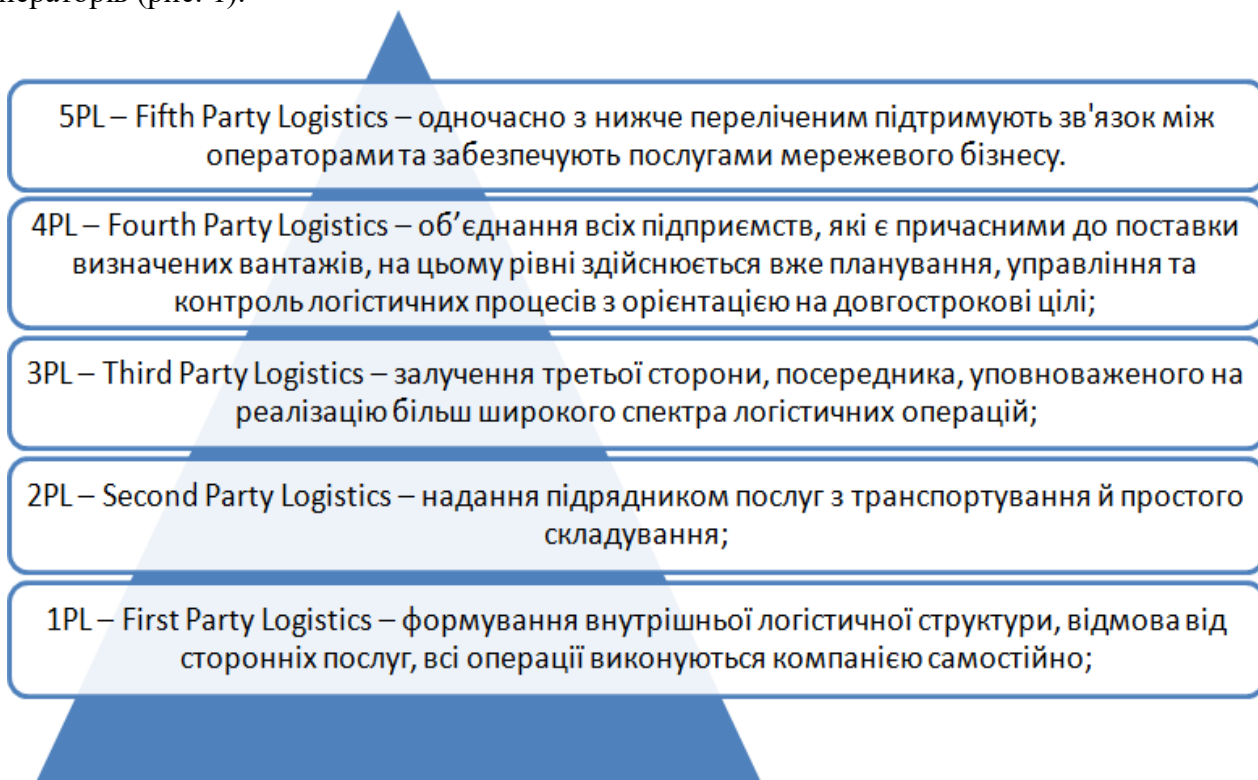 ператорів (рис. 1).
5PL – Fifth Party Logistics – одночасно з нижче переліченим підтримують зв'язок між
операторами та забезпечують послугами мережевого бізнесу.
4PL – Fourth Party Logistics – об’єднання всіх підприємств, які є причасними до поставки
визначених вантажів, на цьому рівні здійснюється вже планування, управління та
контроль логістичних процесів з орієнтацією на довгострокові цілі;
3PL – Third Party Logistics – залучення третьої сторони, посередника, уповноваженого на
реалізацію більш широкого спектра логістичних операцій;
2PL – Second Party Logistics – надання підрядником послуг з транспортування й простого
складування;
1PL – First Party Logistics – формування внутрішньої логістичної структури, відмова від
сторонніх послуг, всі операції виконуються компанією самостійно;